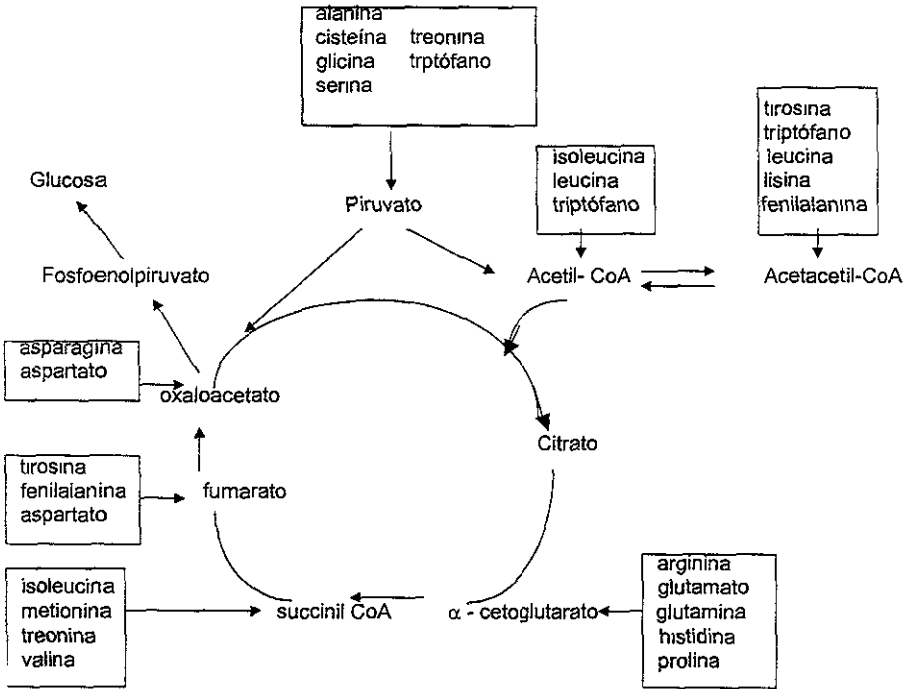 alanina
cisteína treonina
glicina trptófano
serina
tirosina
triptófano
leucina
lisina
fenilalanina
isoleucina
leucina
triptófano
Glucosa
Piruvato
Fosfoenolpiruvato
Acetil- CoA
Acetacetil-CoA
asparagina
aspartato
oxaloacetato
Citrato
tirosina
fenilalanina
aspartato
fumarato
isoleucina
metionina
treonina
valina
succinil CoA
α - cetoglutarato
arginina
glutamato
glutamina
histidina
prolina